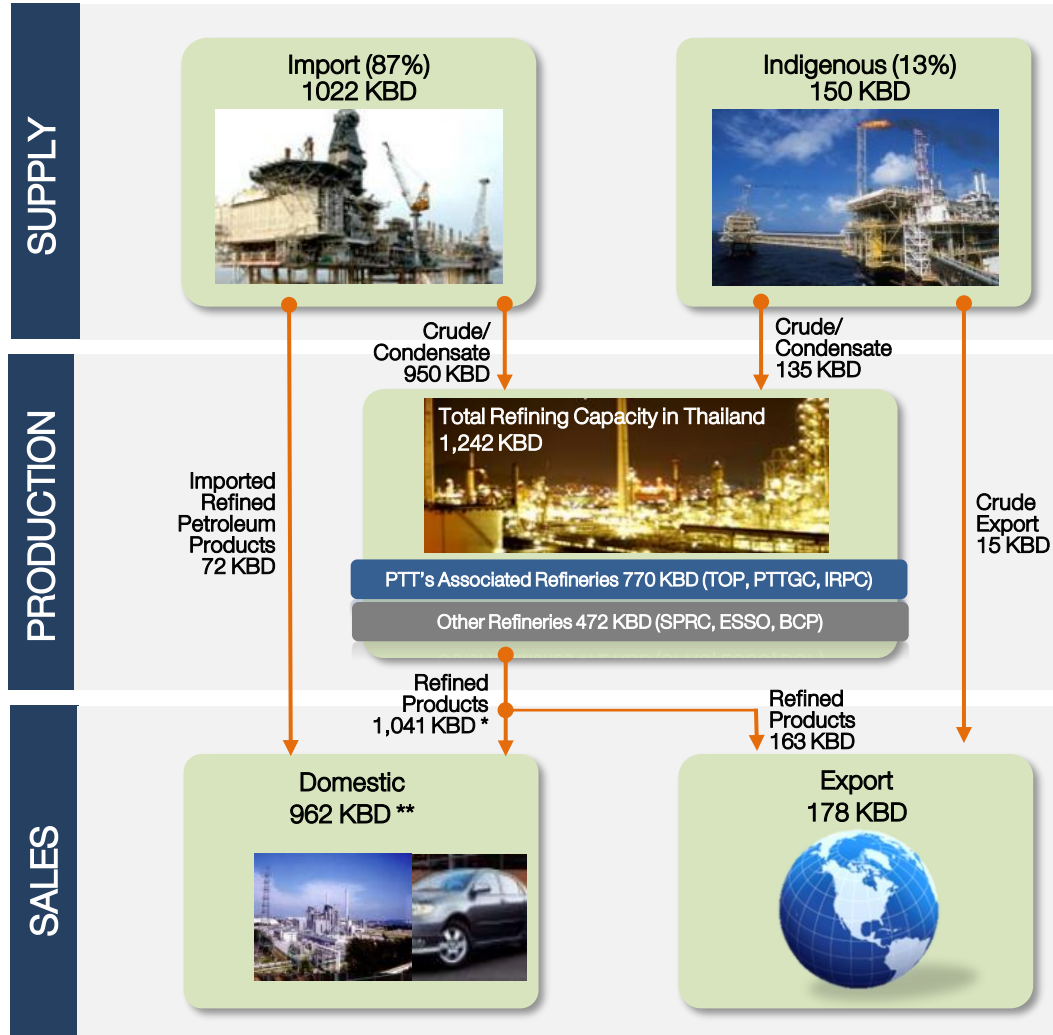 SUPPLY
Import (87%)
1022 KBD
Indigenous (13%)
150 KBD
Crude/
Condensate
950 KBD
Crude/
Condensate
135 KBD
PRODUCTION
Total Refining Capacity in Thailand
1,242 KBD
Imported
Refined
Petroleum
Products
72 KBD
Crude
Export
15 KBD
PTT's Associated Refineries 770 KBD (TOP, PTTGC, IRPC)
Other Refineries 472 KBD (SPRC, ESSO, BCP)
Refined
Products
1,041 KBD *
Refined
Products
163 KBD
SALES
Domestic
962 KBD **
Export
178 KBD